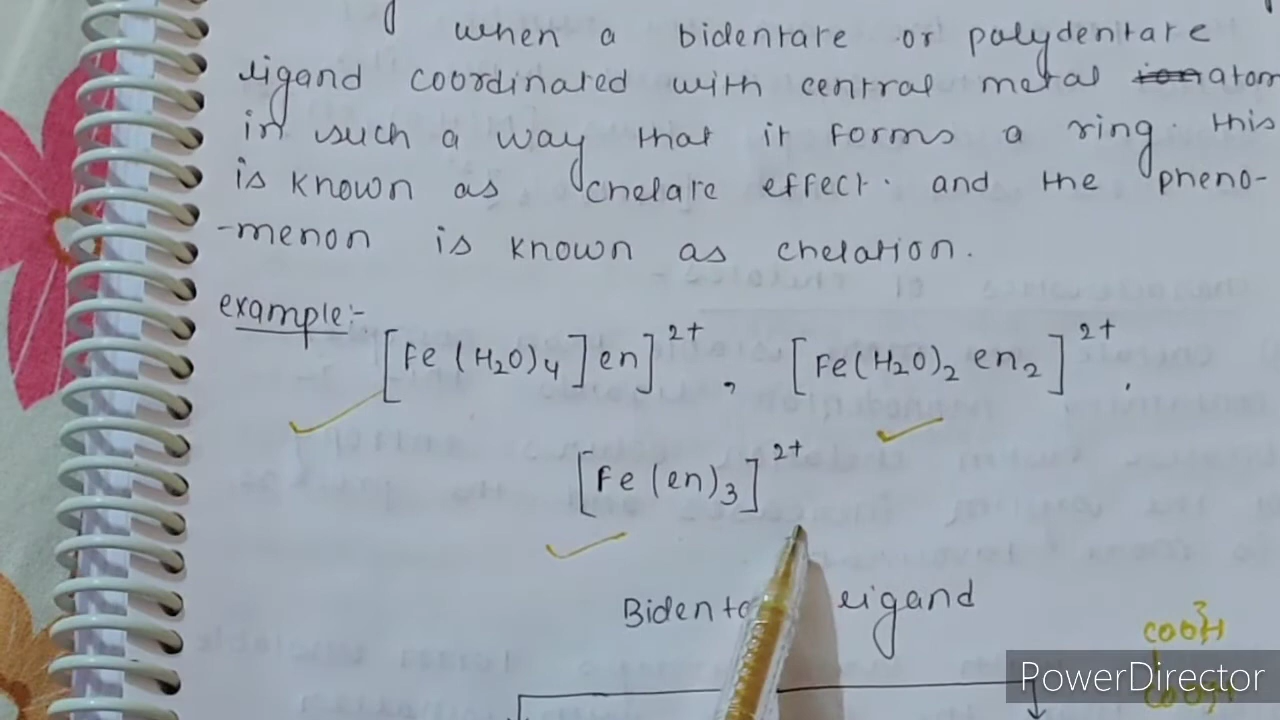 when a bidentate or polydentate
ligand coordinated with central metal atom
in such a way that it forms a ring. this
is known as chelate effect. and the pheno-
-menon is known as chelation.
example:-
[Fe(H₂O)₄]en]²⁺, [Fe(H₂O)₂ en₂]²⁺,
[Fe(en)₃]²⁺
ligand
COOH
PowerDirector